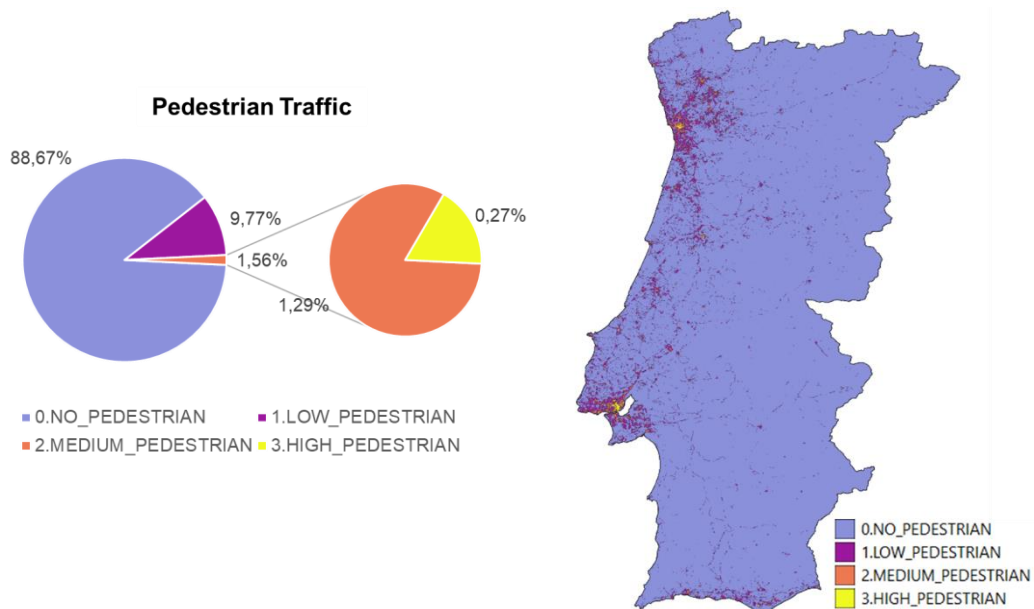 Pedestrian Traffic
88,67%
9,77%
1,56%
1,29%
0,27%
0.NO_PEDESTRIAN
1.LOW_PEDESTRIAN
2.MEDIUM_PEDESTRIAN
3.HIGH_PEDESTRIAN
0.NO_PEDESTRIAN
1.LOW_PEDESTRIAN
2.MEDIUM_PEDESTRIAN
3.HIGH_PEDESTRIAN